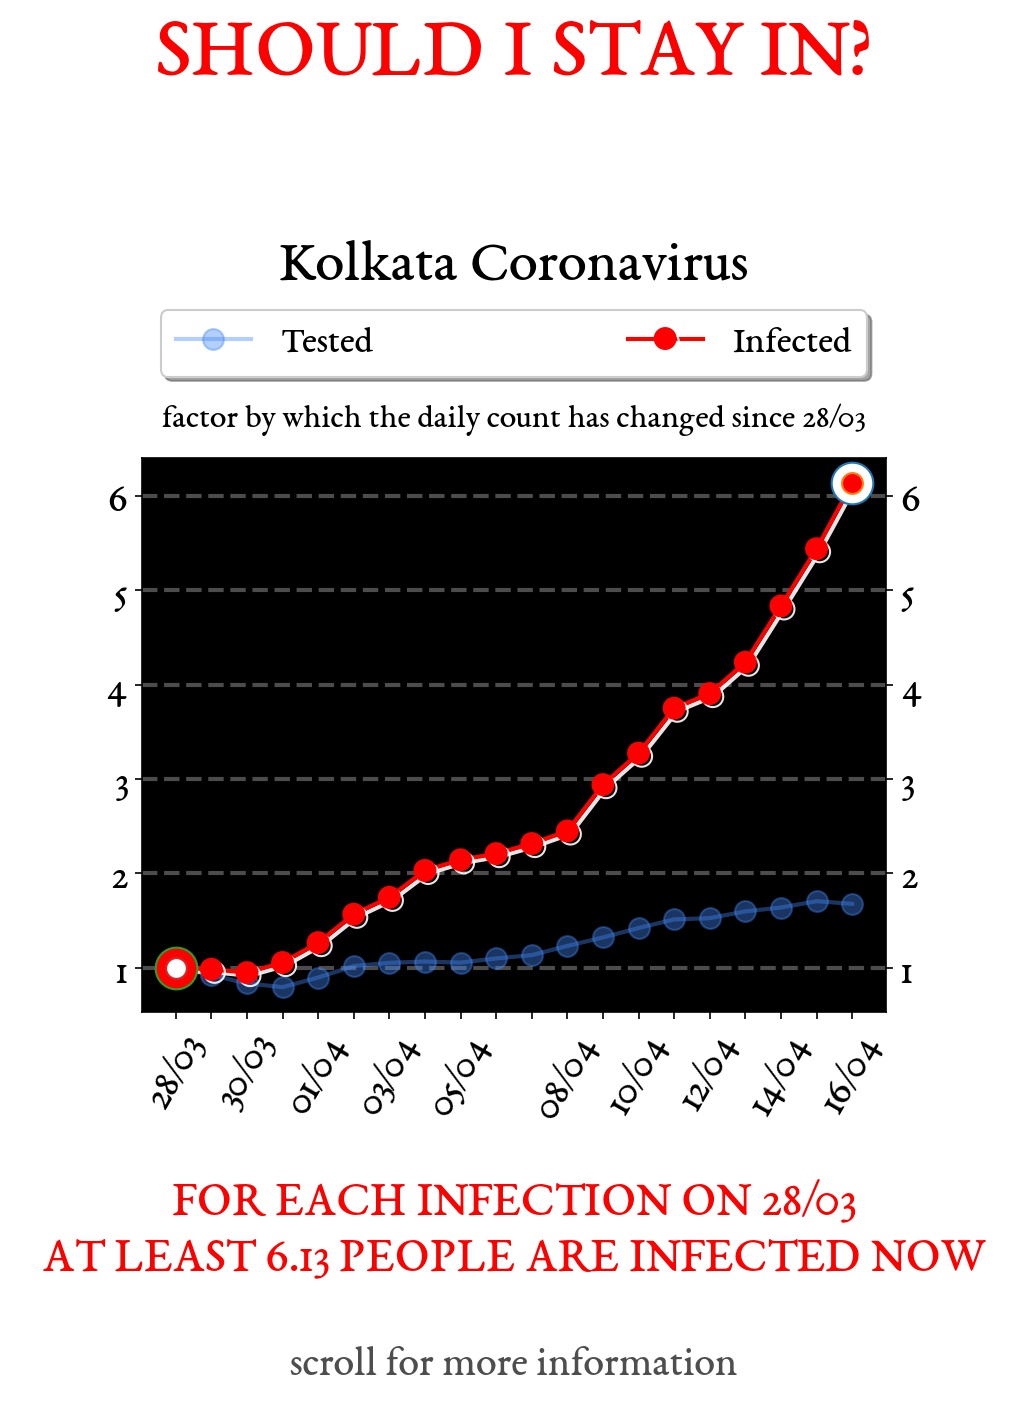 SHOULD I STAY IN?
Kolkata Coronavirus
Tested Infected
factor by which the daily count has changed since 28/03
6 6
5 5
4 4
3 3
2 2
1 1
28/03 30/03 01/04 03/04 05/04 08/04 10/04 12/04 14/04 16/04
FOR EACH INFECTION ON 28/03
AT LEAST 6.13 PEOPLE ARE INFECTED NOW
scroll for more information